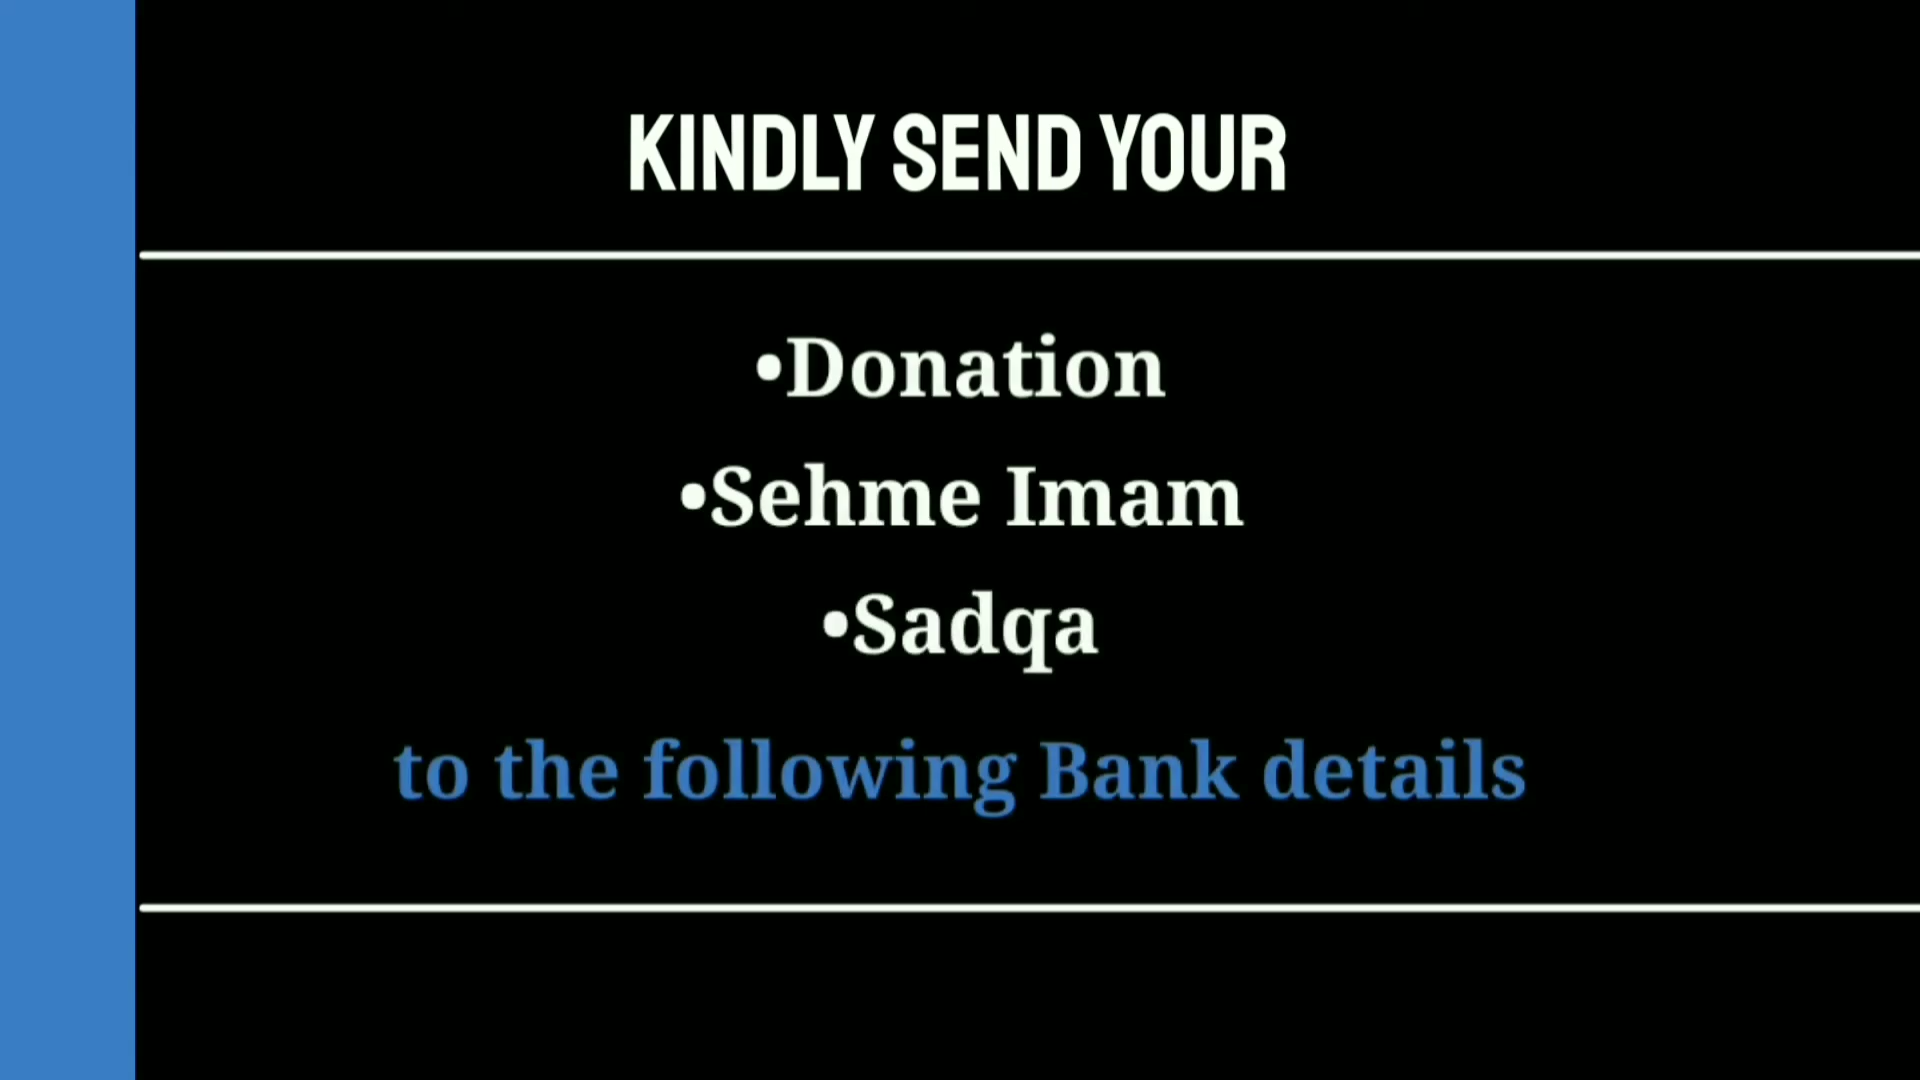 KINDLY SEND YOUR
•Donation
•Sehme Imam
•Sadqa
to the following Bank details